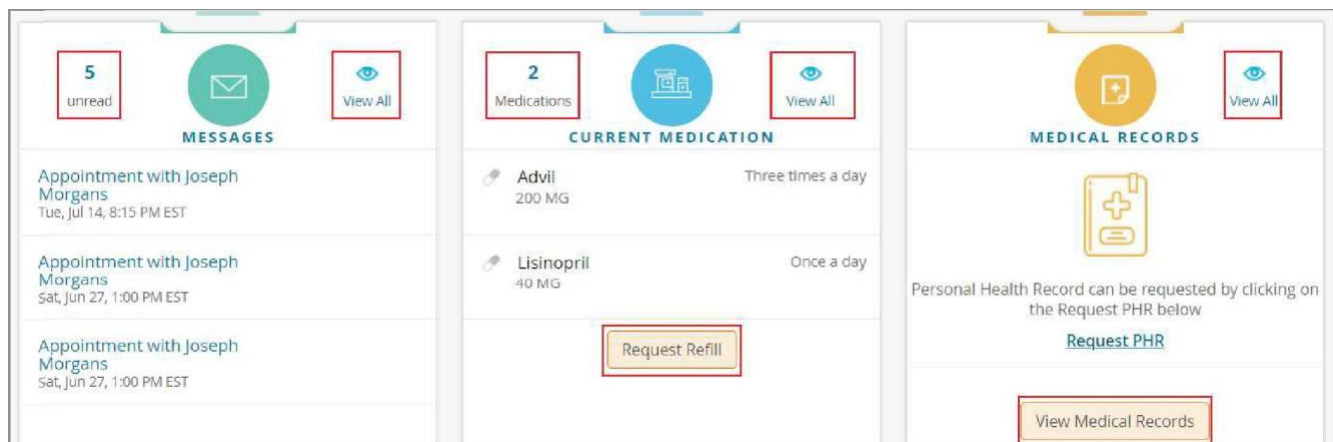 5
unread
View All
MESSAGES
Appointment with Joseph
Morgans
Tue, Jul 14, 8:15 PM EST
Appointment with Joseph
Morgans
Sat, Jun 27, 1:00 PM EST
Appointment with Joseph
Morgans
Sat, Jun 27, 1:00 PM EST
2
Medications
View All
CURRENT MEDICATION
Advil
Three times a day
200 MG
Lisinopril
Once a day
40 MG
Request Refill
View All
MEDICAL RECORDS
Personal Health Record can be requested by clicking on
the Request PHR below
Request PHR
View Medical Records